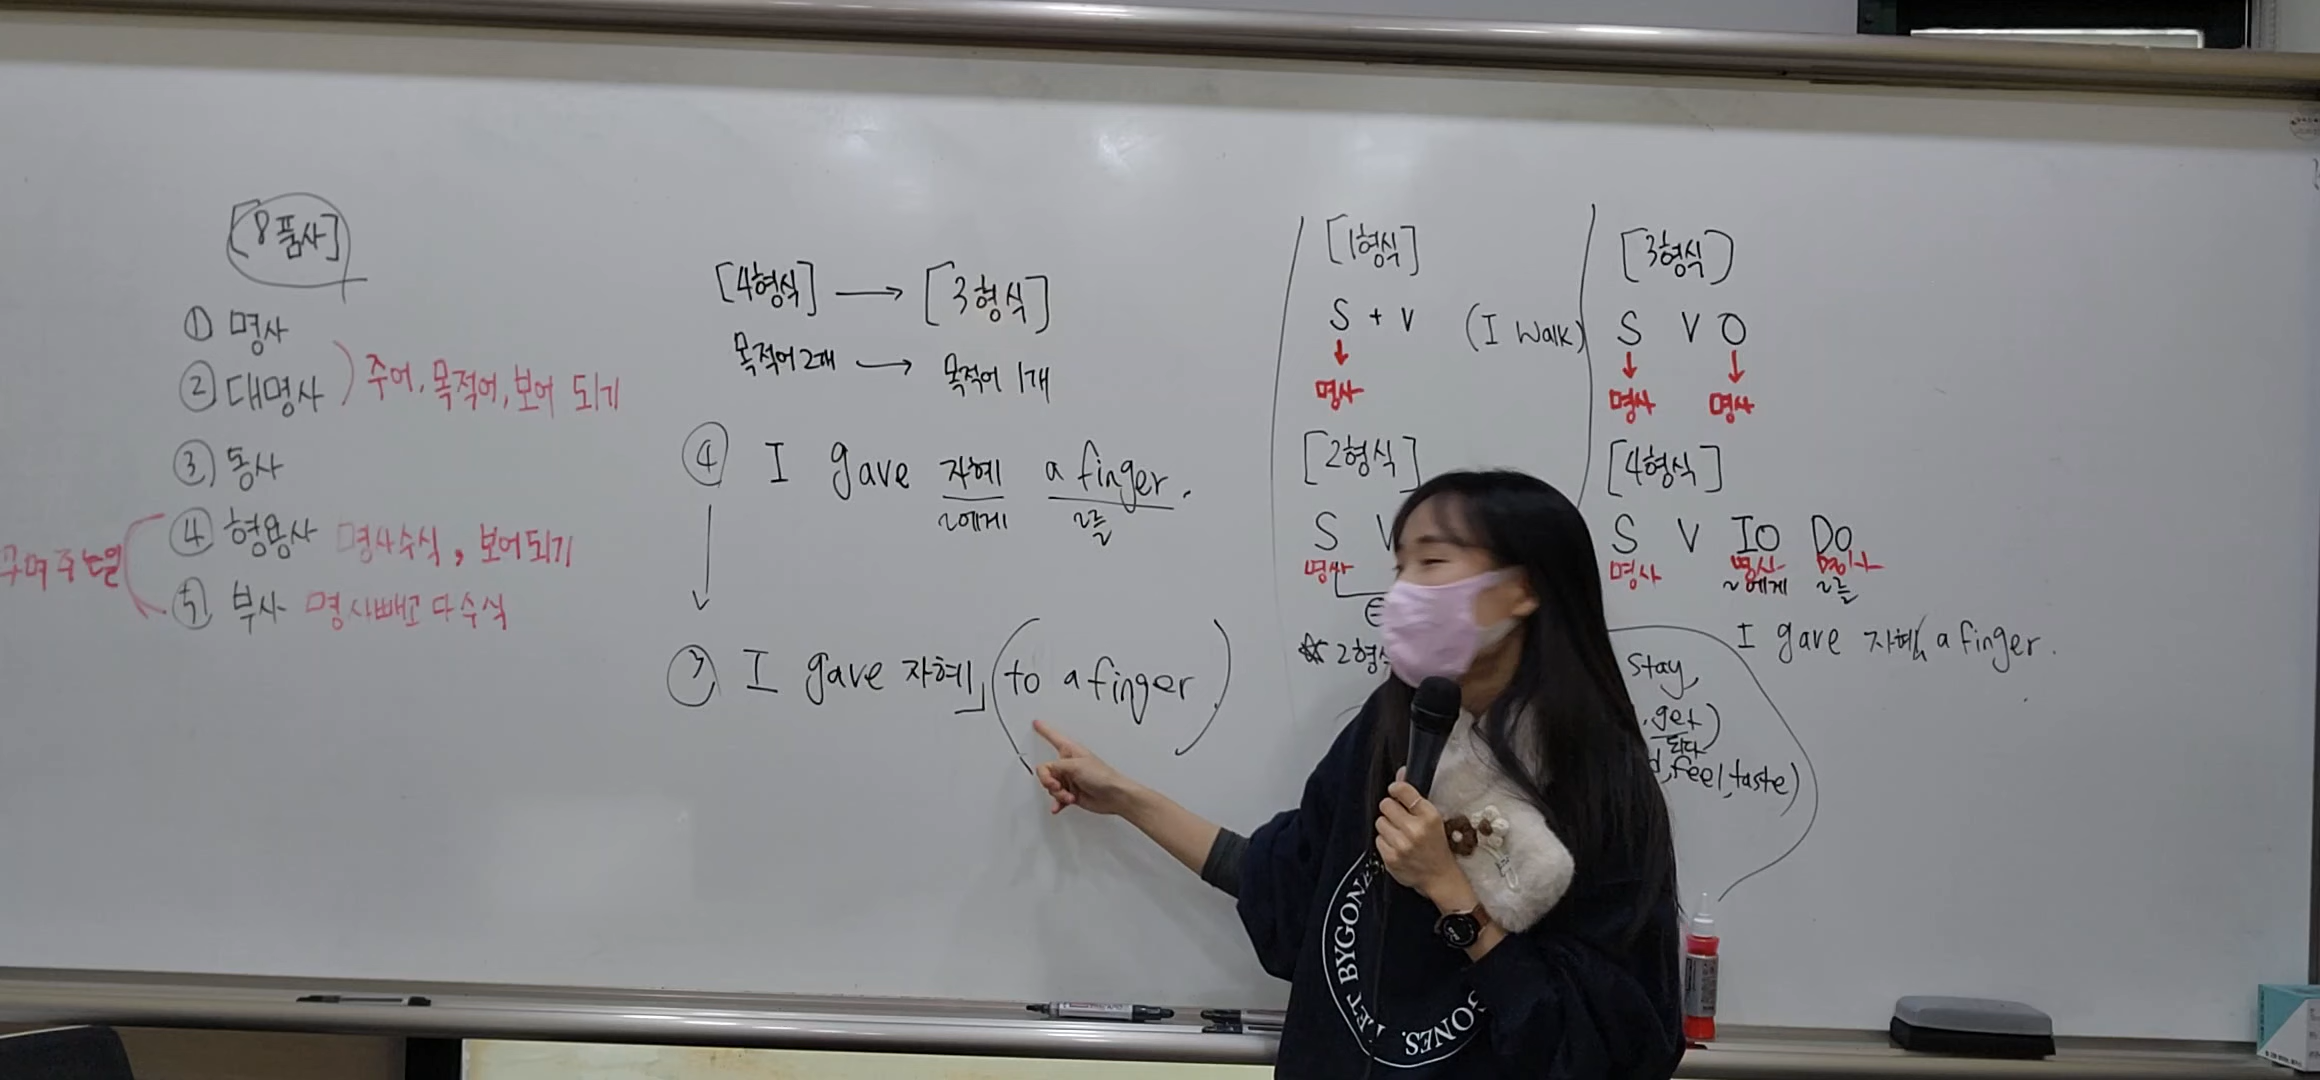 [8품사]
① 명사
② 대명사 ) 주어, 목적어, 보어 되기
③ 동사
④ 형용사 명사수식, 보어되기
⑤ 부사 명사빼고 다 수식
[4형식] → [3형식]
목적어 2개 → 목적어 1개
④ I gave 자혜 a finger.
~에게 ~를
③ I gave 자혜 (to a finger.)
[1형식]
S + V (I walk)
명사
[2형식]
S V
명사
[3형식]
S V O
명사 명사
[4형식]
S V IO DO
명사 명사 명사
~에게 ~를
I gave 자혜 a finger.
stay,
get)
되다
feel, taste)
LET BYGONES